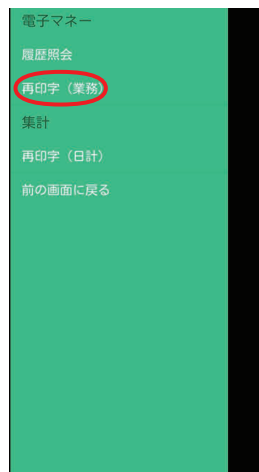 電子マネー
履歴照会
再印字（業務）
集計
再印字（日計）
前の画面に戻る